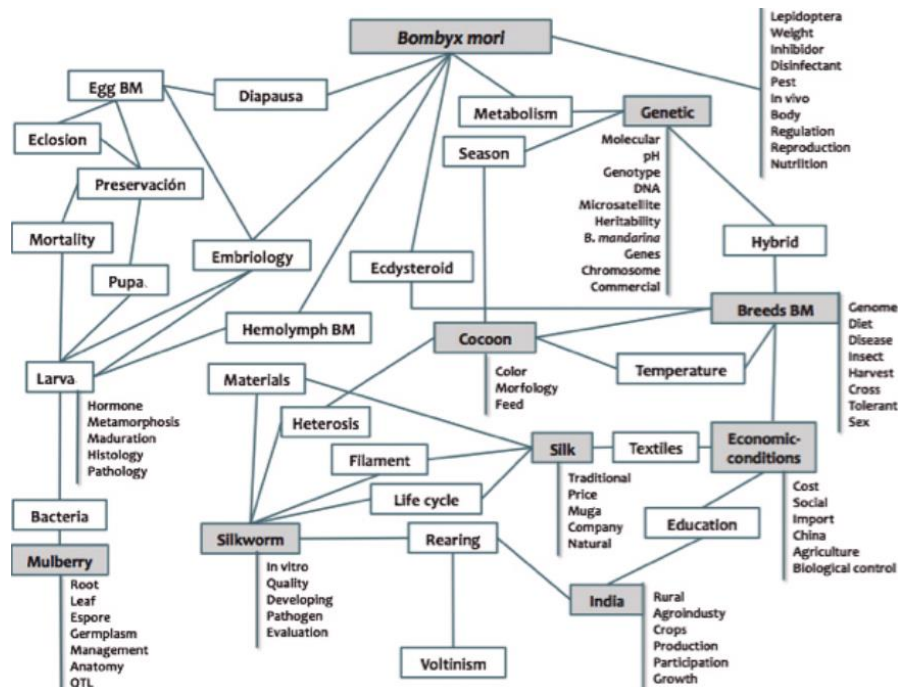 Bombyx mori
Lepidoptera
Weight
Inhibidor
Disinfectant
Pest
In vivo
Body
Regulation
Reproduction
Nutriition
Egg BM
Diapausa
Metabolism
Genetic
Molecular
pH
Genotype
DNA
Microsatellite
Heritability
B. mandarina
Genes
Chromosome
Commercial
Eclosion
Season
Preservación
Mortality
Embriology
Ecdysteroid
Hybrid
Pupa
Hemolymph BM
Breeds BM
Genome
Diet
Disease
Insect
Harvest
Cross
Tolerant
Sex
Cocoon
Color
Morfology
Feed
Temperature
Larva
Hormone
Metamorphosis
Maduration
Histology
Pathology
Materials
Heterosis
Filament
Life cycle
Silk
Traditional
Price
Muga
Company
Natural
Textiles
Economic-
conditions
Cost
Social
Import
China
Agriculture
Biological control
Education
Bacteria
Mulberry
Root
Leaf
Espore
Germplasm
Management
Anatomy
QTL
Silkworm
In vitro
Quality
Developing
Pathogen
Evaluation
Rearing
Voltinism
India
Rural
Agroindusty
Crops
Production
Participation
Growth